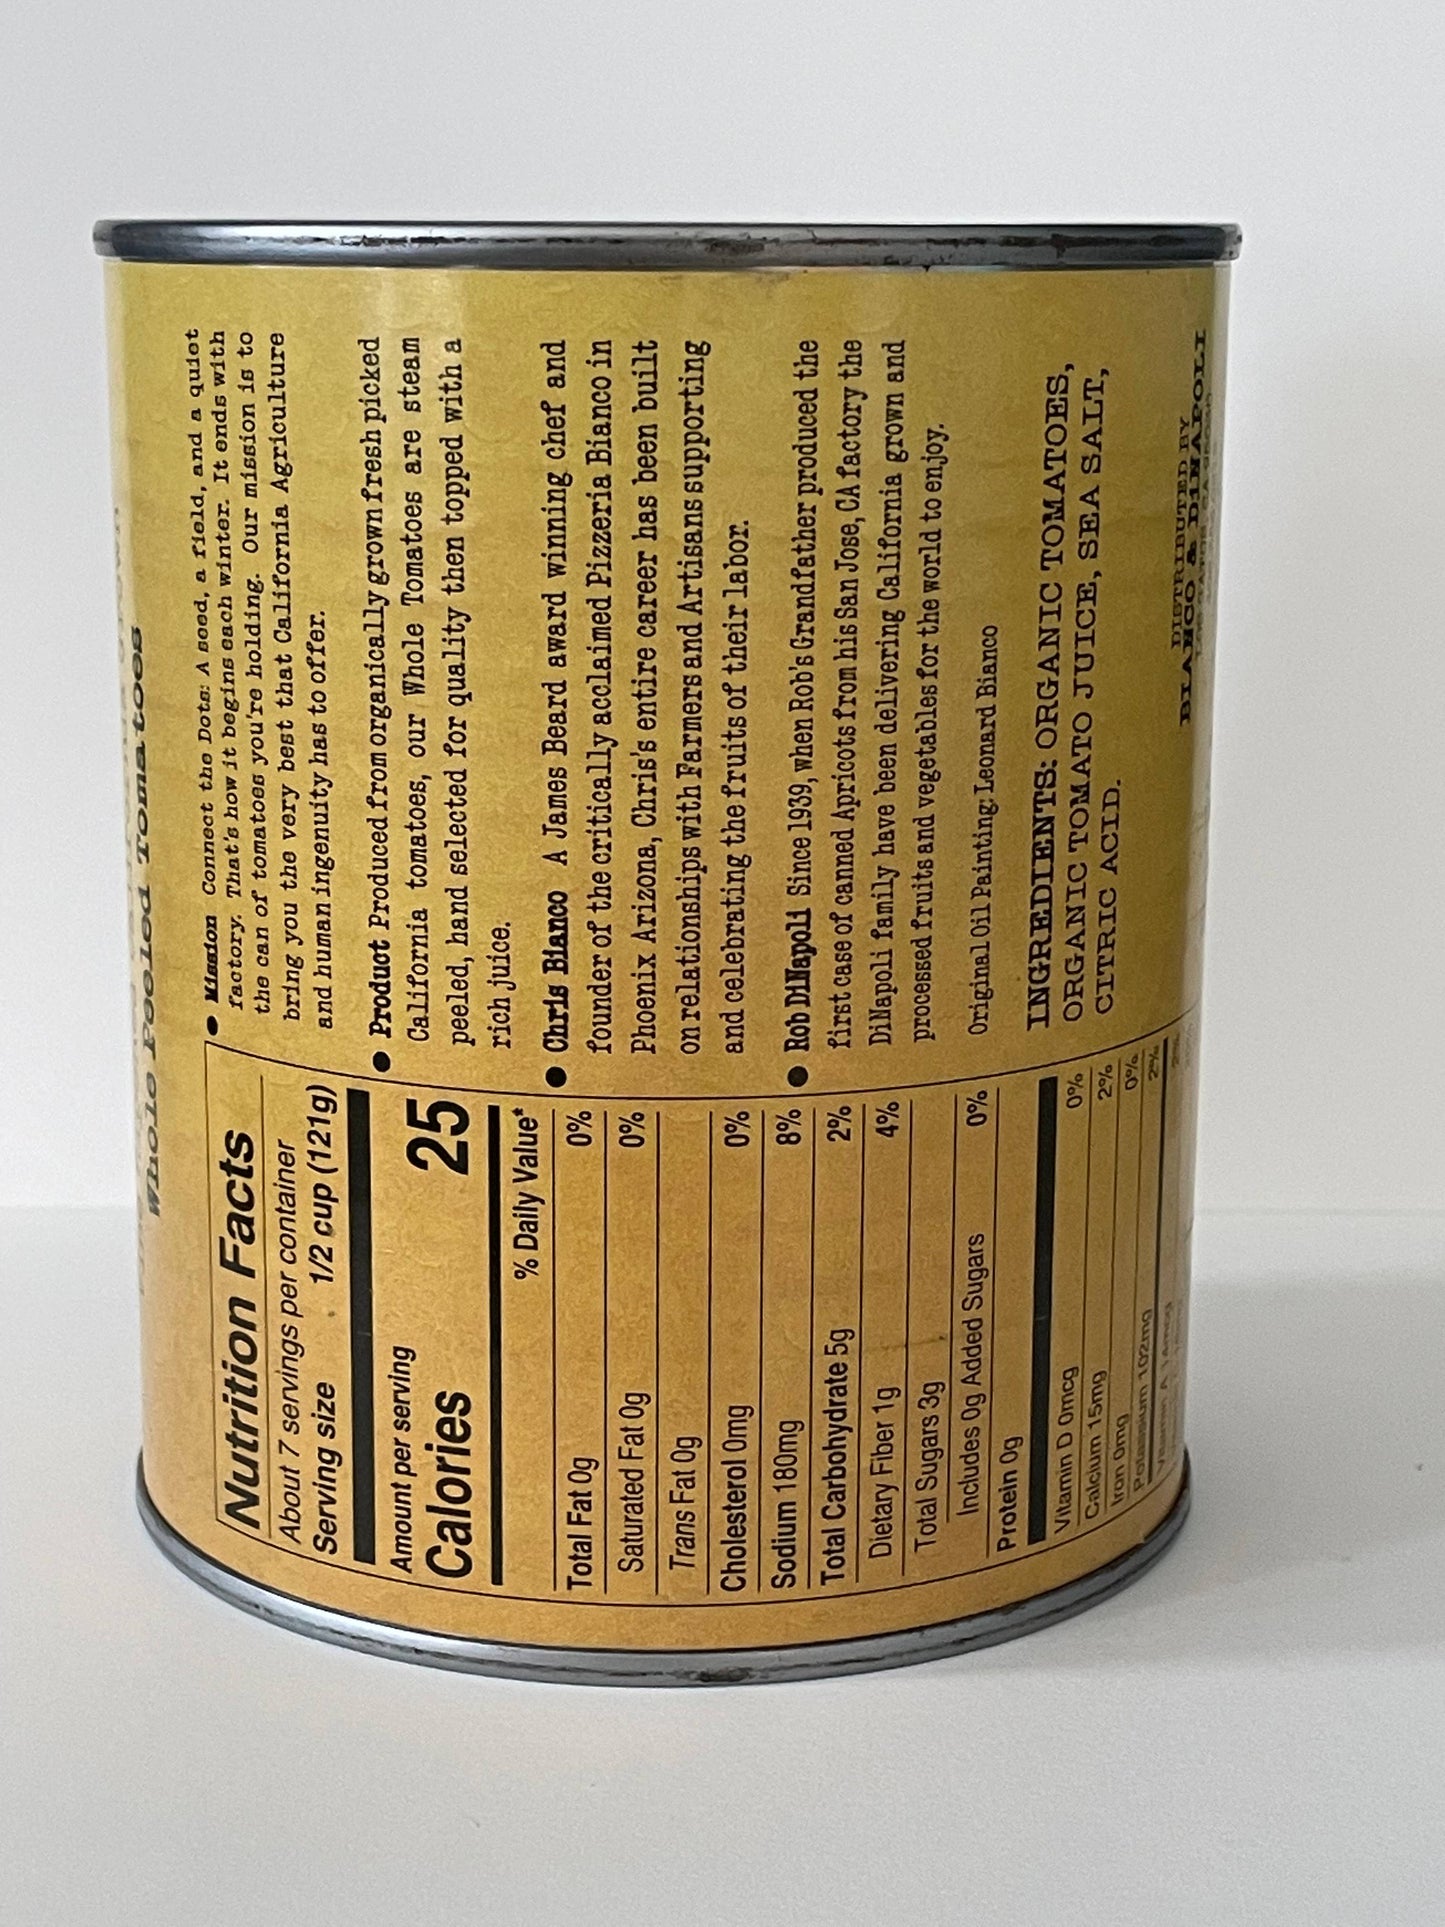 Whole Peeled Tomatoes
Nutrition Facts
About 7 servings per container
Serving size 1/2 cup (121g)
Amount per serving
Calories 25
% Daily Value*
Total Fat 0g 0%
Saturated Fat 0g 0%
Trans Fat 0g
Cholesterol 0mg 0%
Sodium 180mg 8%
Total Carbohydrate 5g 2%
Dietary Fiber 1g 4%
Total Sugars 3g
Includes 0g Added Sugars 0%
Protein 0g
Vitamin D 0mcg 0%
Calcium 15mg 2%
Iron 0mg 0%
Potassium 102mg 2%
• Mission Connect the Dots: A seed, a field, and a quiet
factory. That's how it begins each winter. It ends with
the can of tomatoes you're holding. Our mission is to
bring you the very best that California Agriculture
and human ingenuity has to offer.
• Product Produced from organically grown fresh picked
California tomatoes, our Whole Tomatoes are steam
peeled, hand selected for quality then topped with a
rich juice.
• Chris Bianco A James Beard award winning chef and
founder of the critically acclaimed Pizzeria Bianco in
Phoenix Arizona, Chris's entire career has been built
on relationships with Farmers and Artisans supporting
and celebrating the fruits of their labor.
• Rob DiNapoli Since 1939, when Rob's Grandfather produced the
first case of canned Apricots from his San Jose, CA factory the
DiNapoli family have been delivering California grown and
processed fruits and vegetables for the world to enjoy.
Original Oil Painting: Leonard Bianco
INGREDIENTS: ORGANIC TOMATOES,
ORGANIC TOMATO JUICE, SEA SALT,
CITRIC ACID.
DISTRIBUTED BY
BIANCO & DINAPOLI